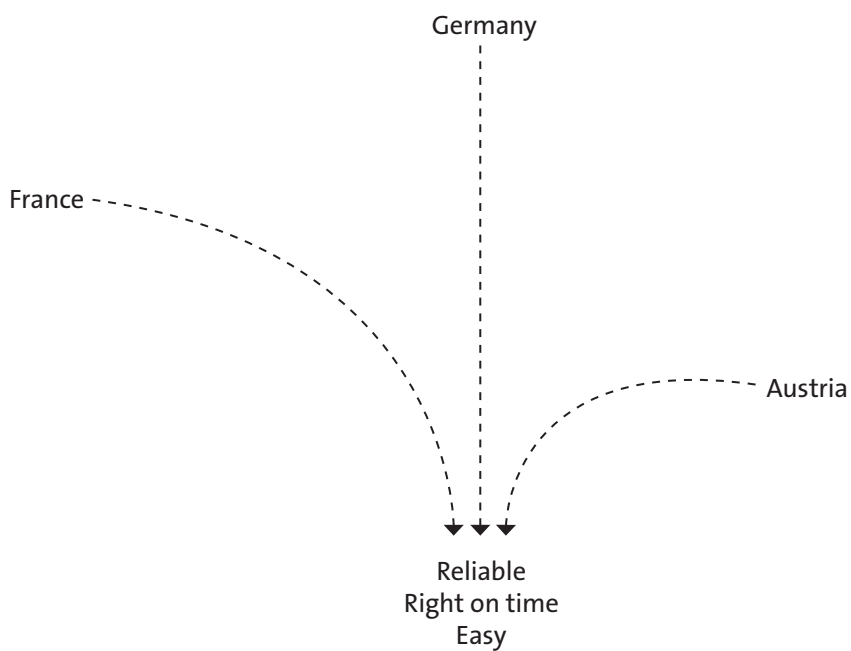 Germany
France
Austria
Reliable
Right on time
Easy